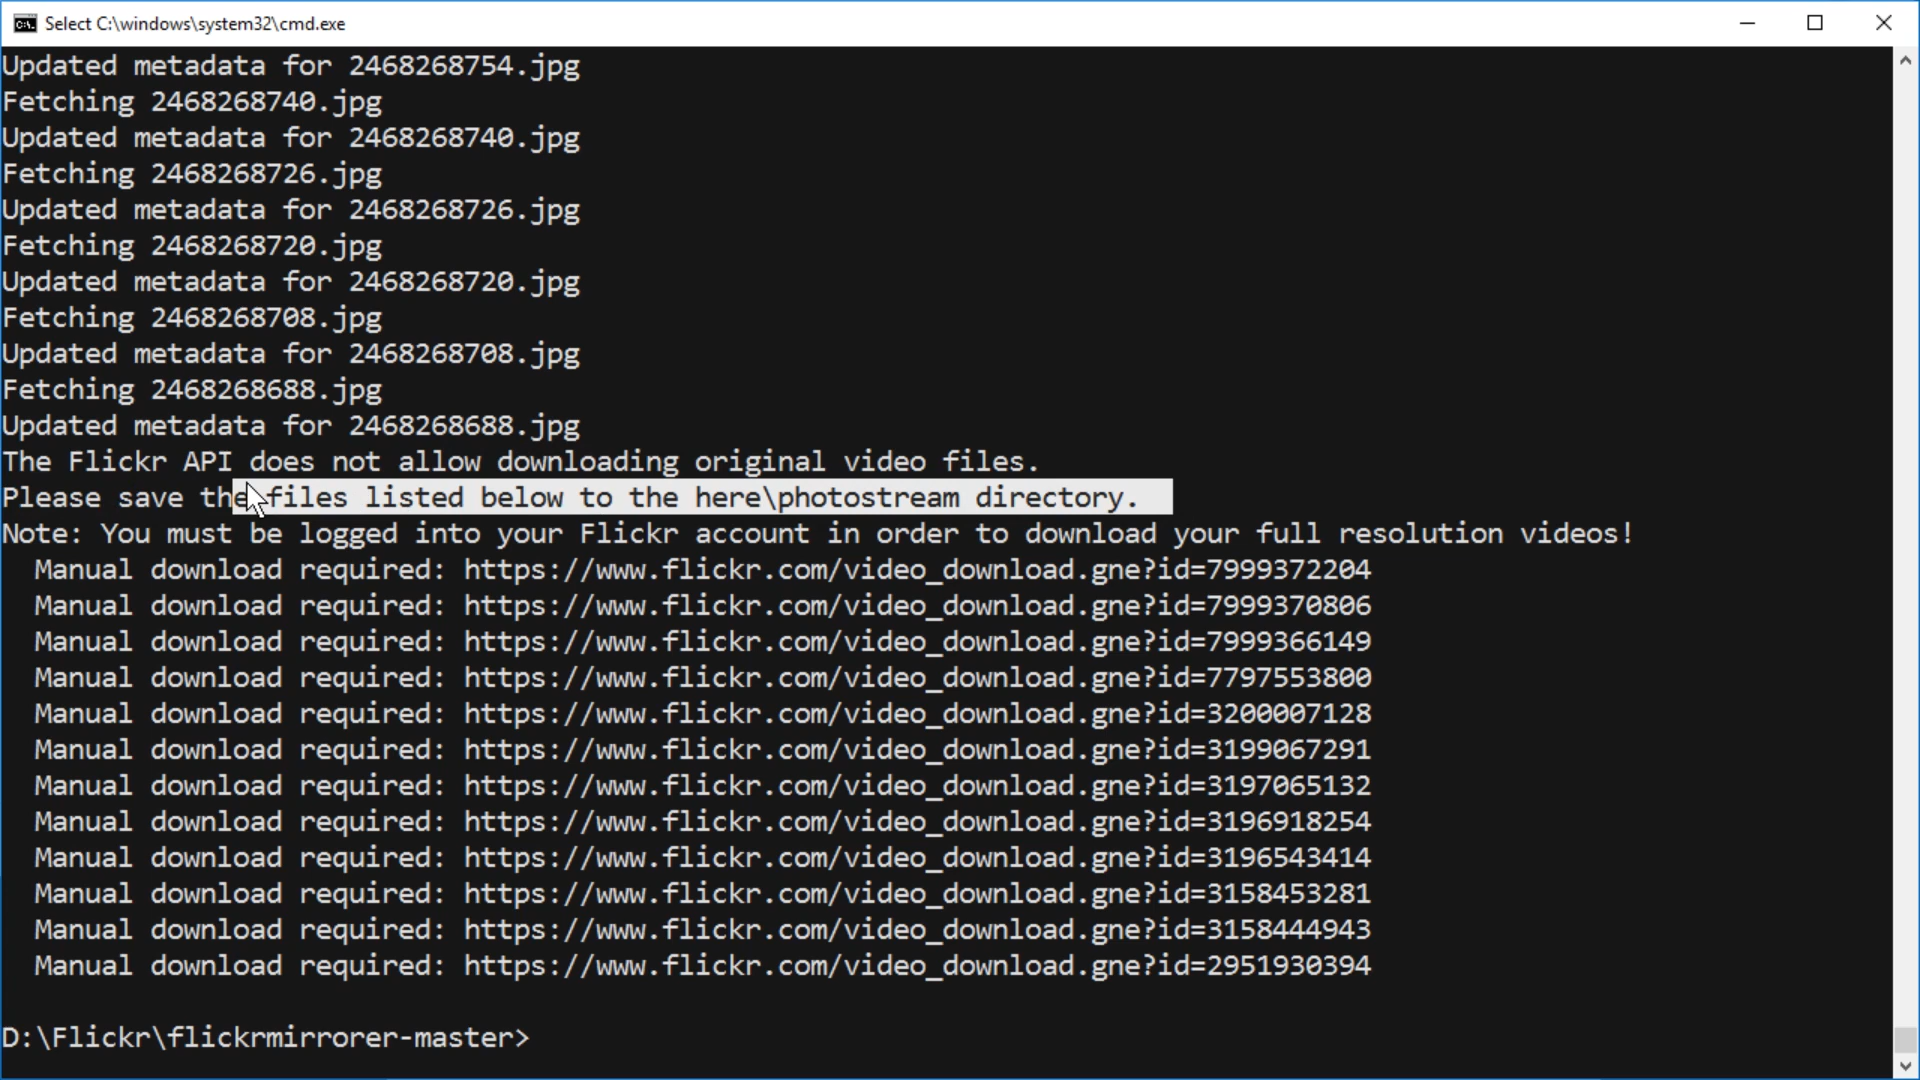 Select C:\windows\system32\cmd.exe
Updated metadata for 2468268754.jpg
Fetching 2468268740.jpg
Updated metadata for 2468268740.jpg
Fetching 2468268726.jpg
Updated metadata for 2468268726.jpg
Fetching 2468268720.jpg
Updated metadata for 2468268720.jpg
Fetching 2468268708.jpg
Updated metadata for 2468268708.jpg
Fetching 2468268688.jpg
Updated metadata for 2468268688.jpg
The Flickr API does not allow downloading original video files.
Please save the files listed below to the here\photostream directory.
Note: You must be logged into your Flickr account in order to download your full resolution videos!
Manual download required: https://www.flickr.com/video_download.gne?id=7999372204
Manual download required: https://www.flickr.com/video_download.gne?id=7999370806
Manual download required: https://www.flickr.com/video_download.gne?id=7999366149
Manual download required: https://www.flickr.com/video_download.gne?id=7797553800
Manual download required: https://www.flickr.com/video_download.gne?id=3200007128
Manual download required: https://www.flickr.com/video_download.gne?id=3199067291
Manual download required: https://www.flickr.com/video_download.gne?id=3197065132
Manual download required: https://www.flickr.com/video_download.gne?id=3196918254
Manual download required: https://www.flickr.com/video_download.gne?id=3196543414
Manual download required: https://www.flickr.com/video_download.gne?id=3158453281
Manual download required: https://www.flickr.com/video_download.gne?id=3158444943
Manual download required: https://www.flickr.com/video_download.gne?id=2951930394
D:\Flickr\flickrmirrorer-master>